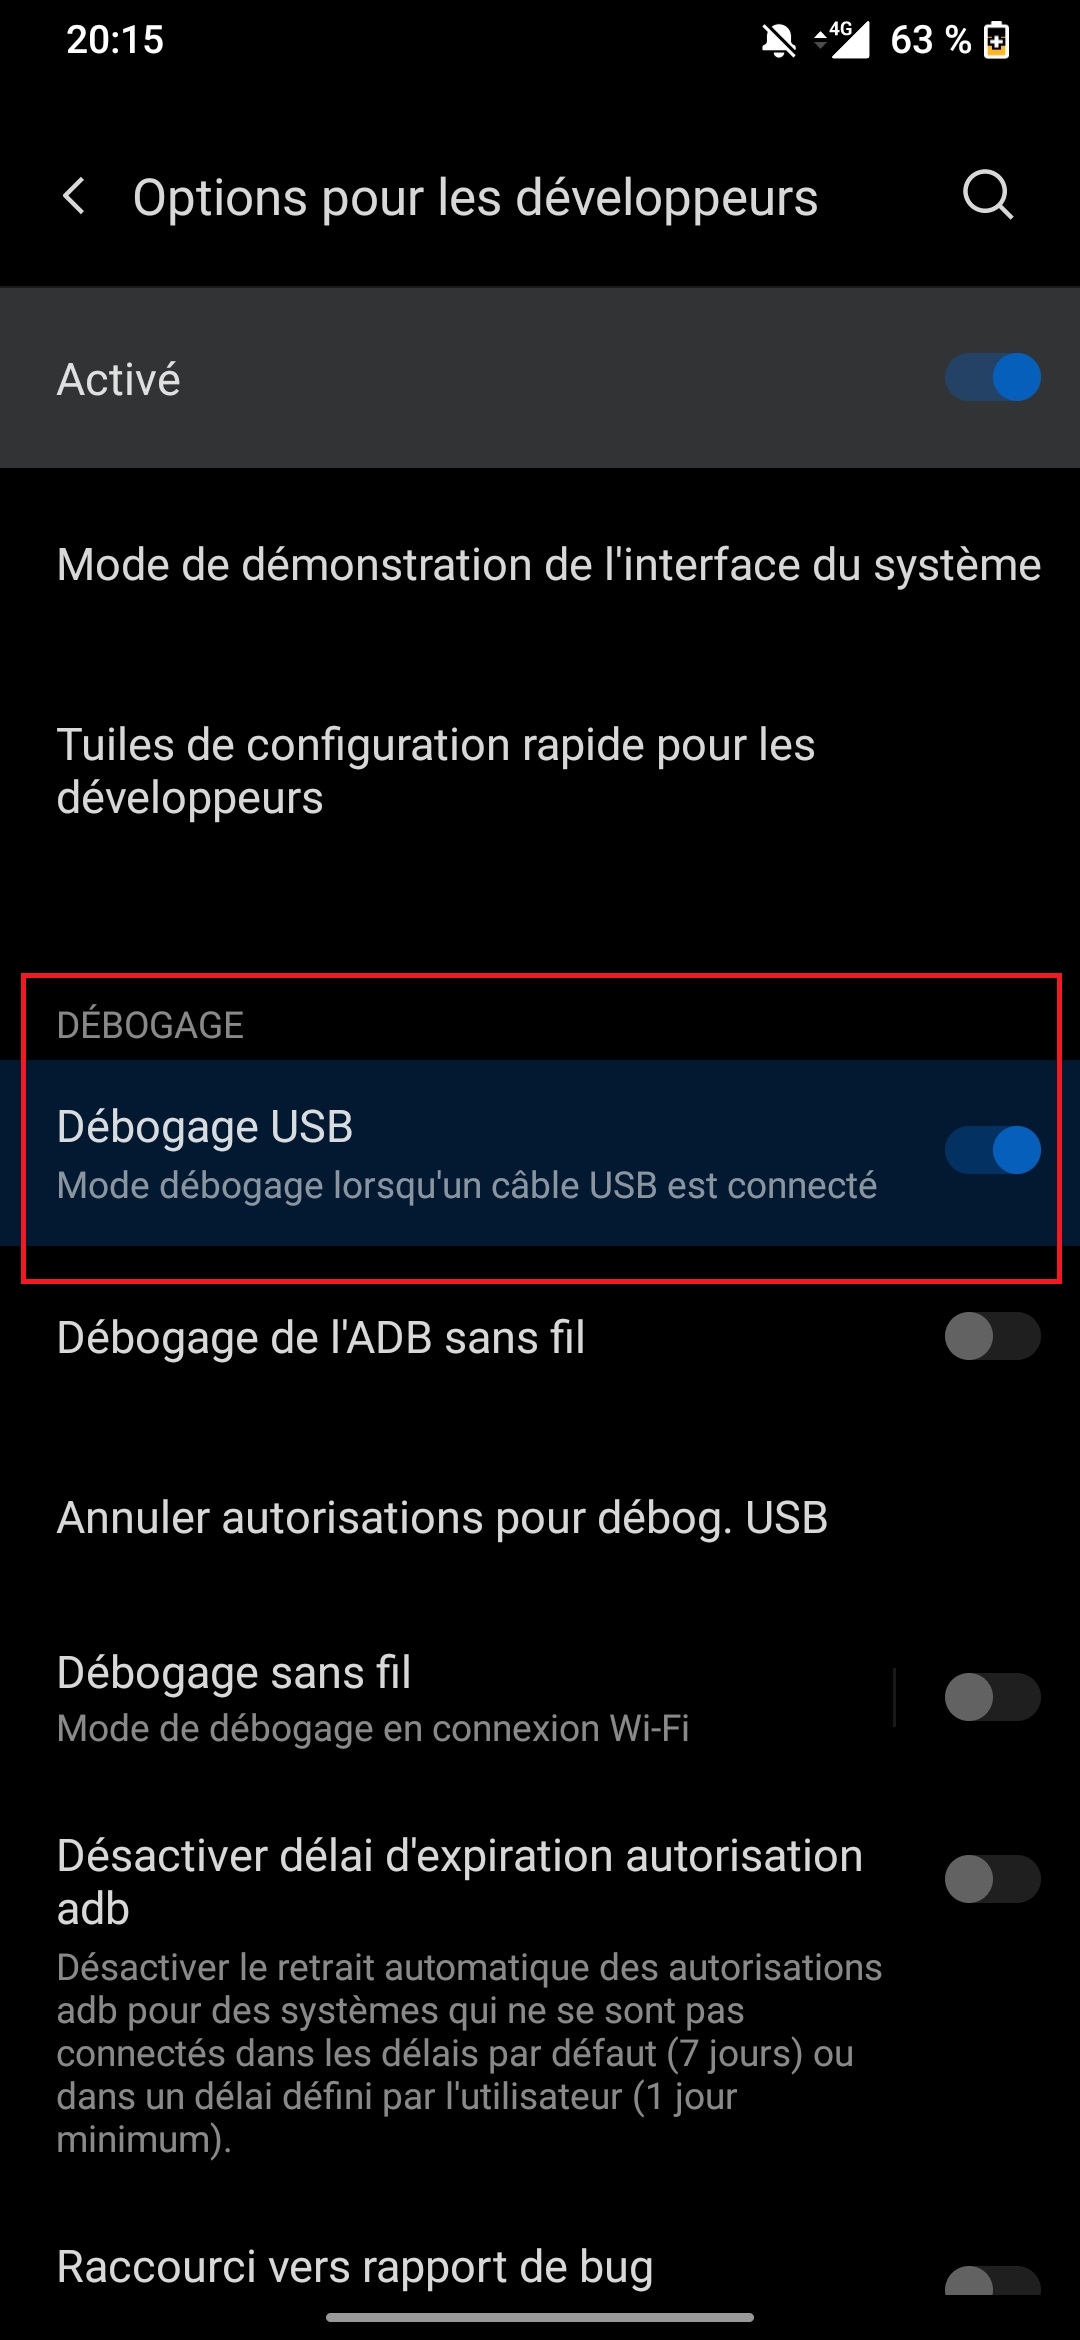 20:15
4G
63 %
Options pour les développeurs
Activé
Mode de démonstration de l'interface du système
Tuiles de configuration rapide pour les
développeurs
DÉBOGAGE
Débogage USB
Mode débogage lorsqu'un câble USB est connecté
Débogage de l'ADB sans fil
Annuler autorisations pour débog. USB
Débogage sans fil
Mode de débogage en connexion Wi-Fi
Désactiver délai d'expiration autorisation
adb
Désactiver le retrait automatique des autorisations
adb pour des systèmes qui ne se sont pas
connectés dans les délais par défaut (7 jours) ou
dans un délai défini par l'utilisateur (1 jour
minimum).
Raccourci vers rapport de bug